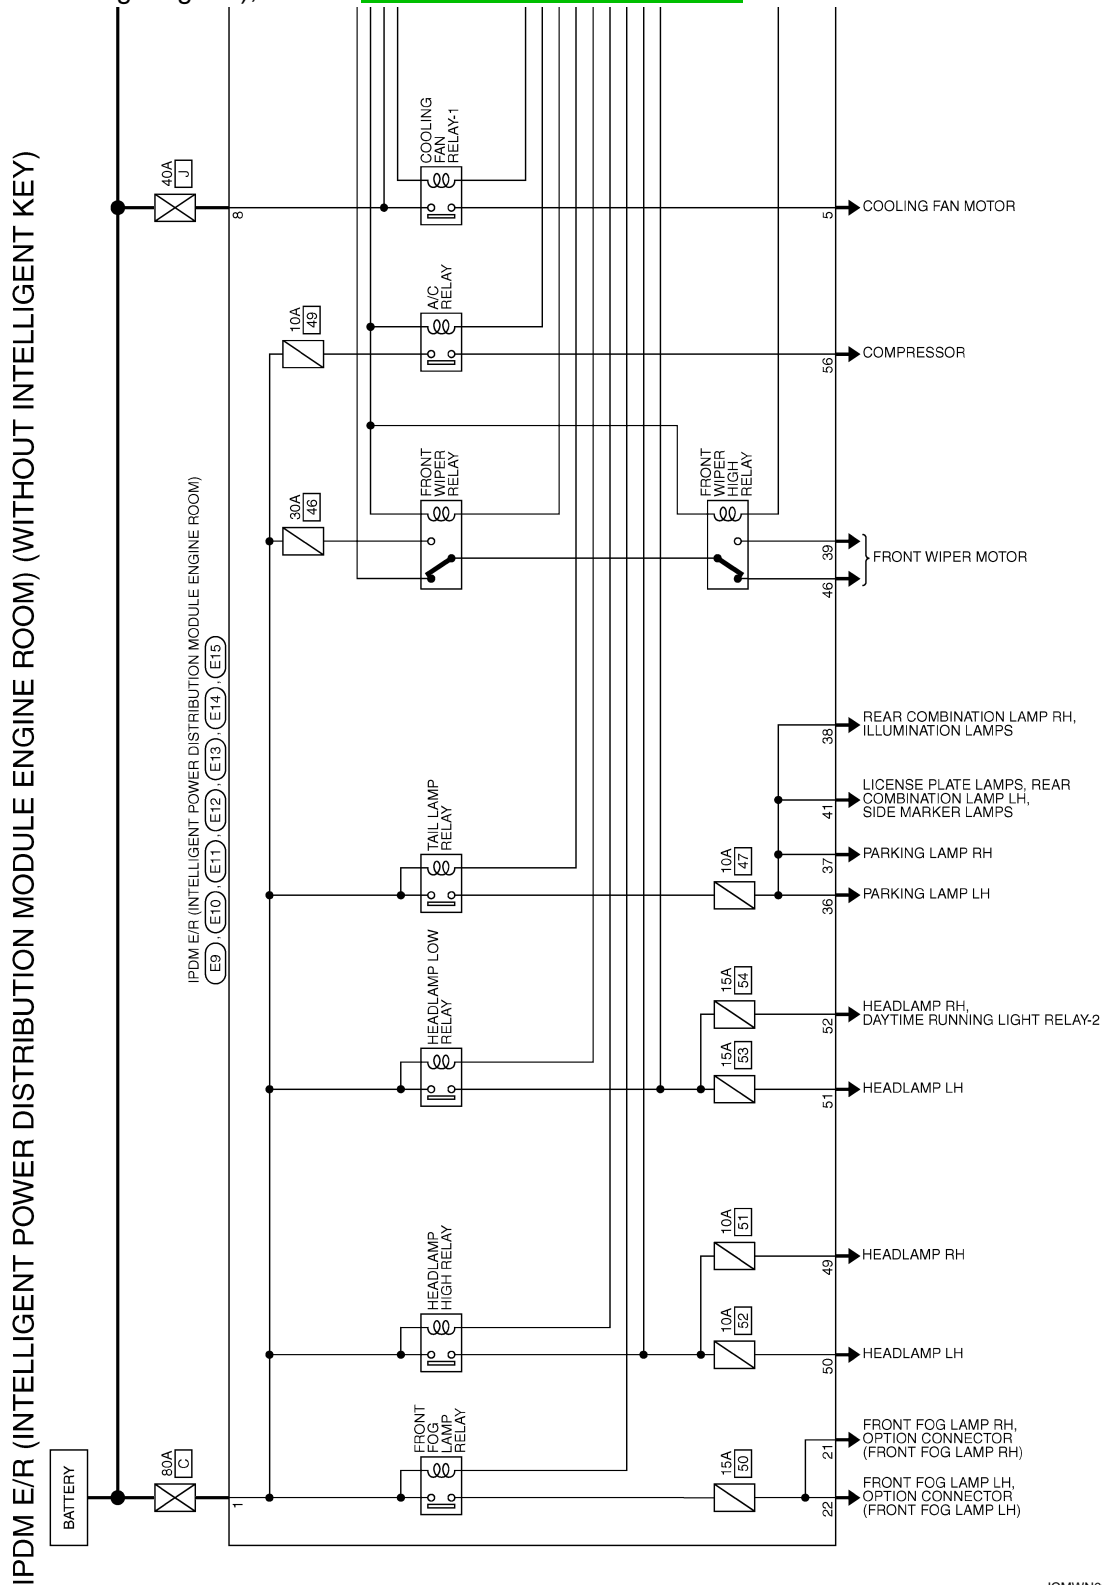 IPDM E/R (INTELLIGENT POWER DISTRIBUTION MODULE ENGINE ROOM) (WITHOUT INTELLIGENT KEY)
40A
J
8
COOLING
FAN
RELAY-1
5
COOLING FAN MOTOR
10A
49
A/C
RELAY
56
COMPRESSOR
30A
46
FRONT
WIPER
RELAY
FRONT
WIPER
HIGH
RELAY
39
46
FRONT WIPER MOTOR
IPDM E/R (INTELLIGENT POWER DISTRIBUTION MODULE ENGINE ROOM)
E9 , E10 , E11 , E12 , E13 , E14 , E15
38
REAR COMBINATION LAMP RH,
ILLUMINATION LAMPS
41
LICENSE PLATE LAMPS, REAR
COMBINATION LAMP LH,
SIDE MARKER LAMPS
TAIL LAMP
RELAY
10A
47
37
PARKING LAMP RH
36
PARKING LAMP LH
HEADLAMP LOW
RELAY
15A
54
52
HEADLAMP RH,
DAYTIME RUNNING LIGHT RELAY-2
15A
53
51
HEADLAMP LH
HEADLAMP
HIGH RELAY
10A
51
49
HEADLAMP RH
10A
52
50
HEADLAMP LH
FRONT
FOG
LAMP
RELAY
15A
50
21
FRONT FOG LAMP RH,
OPTION CONNECTOR
(FRONT FOG LAMP RH)
22
FRONT FOG LAMP LH,
OPTION CONNECTOR
(FRONT FOG LAMP LH)
BATTERY
80A
C
1